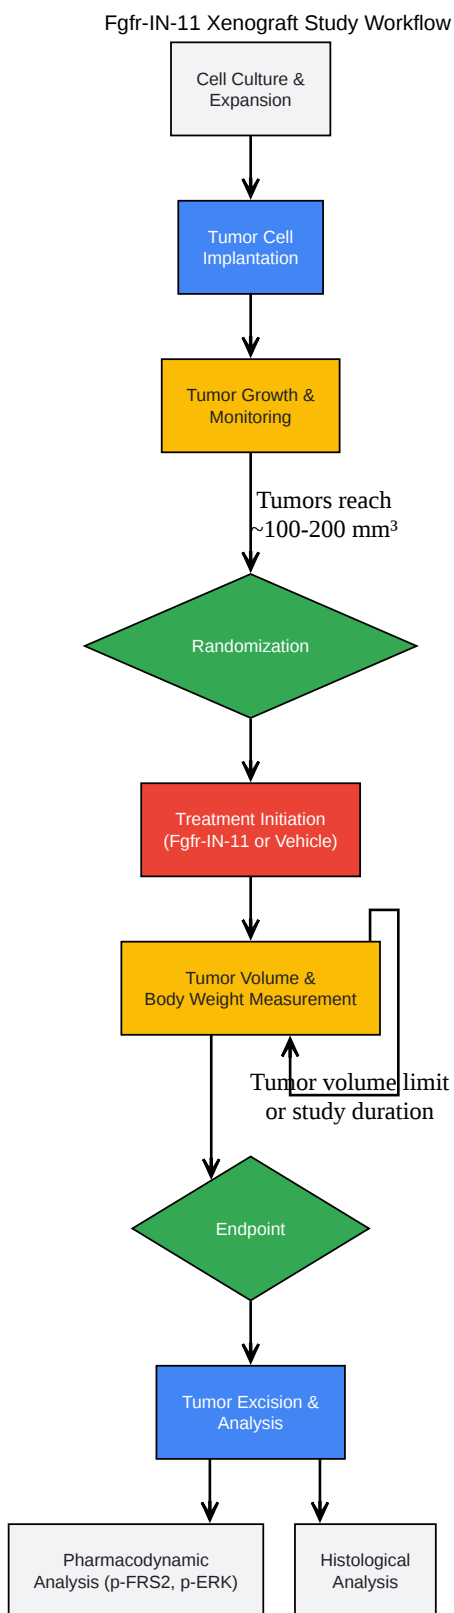 Fgfr-IN-11 Xenograft Study Workflow
Cell Culture &
Expansion
Tumor Cell
Implantation
Tumor Growth &
Monitoring
Tumors reach
~100-200 mm³
Randomization
Treatment Initiation
(Fgfr-IN-11 or Vehicle)
Tumor Volume &
Body Weight Measurement
Tumor volume limit
or study duration
Endpoint
Tumor Excision &
Analysis
Pharmacodynamic
Analysis (p-FRS2, p-ERK)
Histological
Analysis